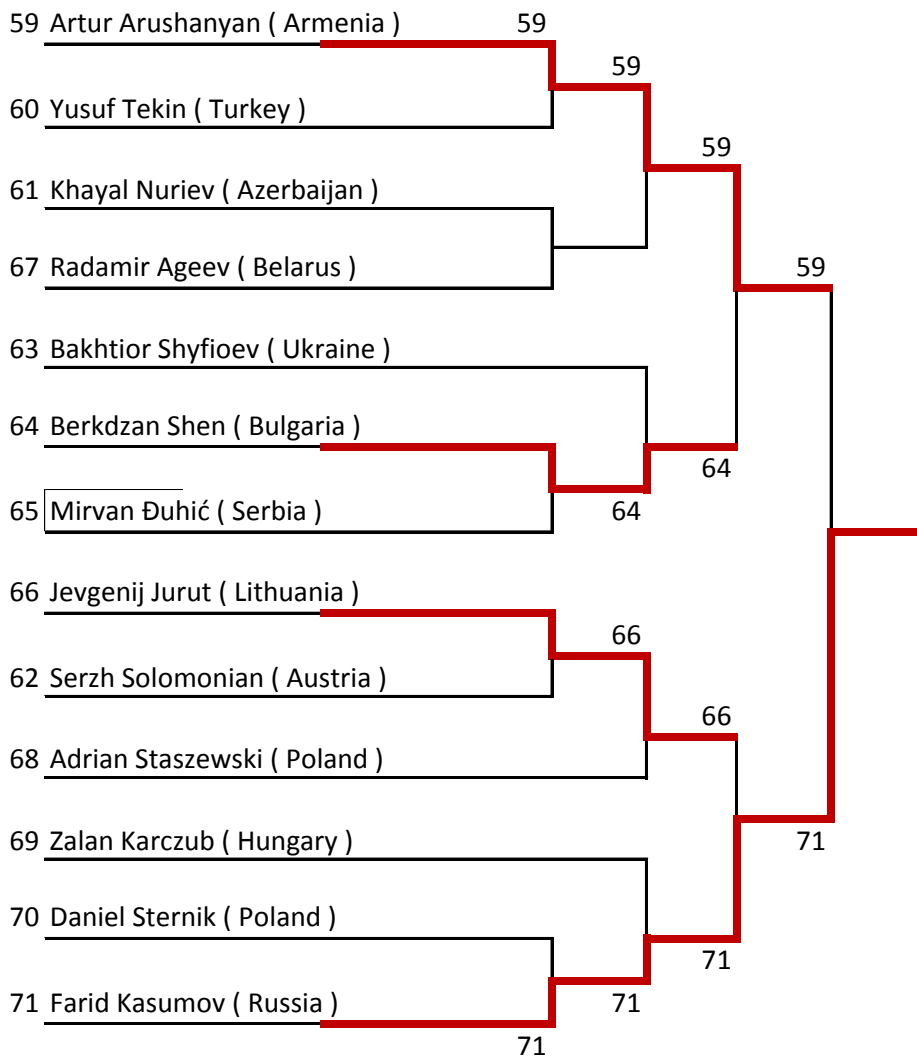 59 Artur Arushanyan ( Armenia ) 59
59
60 Yusuf Tekin ( Turkey )
59
61 Khayal Nuriev ( Azerbaijan )
67 Radamir Ageev ( Belarus ) 59
63 Bakhtior Shyfioev ( Ukraine )
64 Berkdzan Shen ( Bulgaria )
64
65 Mirvan Đuhić ( Serbia ) 64
66 Jevgenij Jurut ( Lithuania )
66
62 Serzh Solomonian ( Austria )
66
68 Adrian Staszewski ( Poland )
69 Zalan Karczub ( Hungary ) 71
70 Daniel Sternik ( Poland )
71
71 Farid Kasumov ( Russia ) 71
71